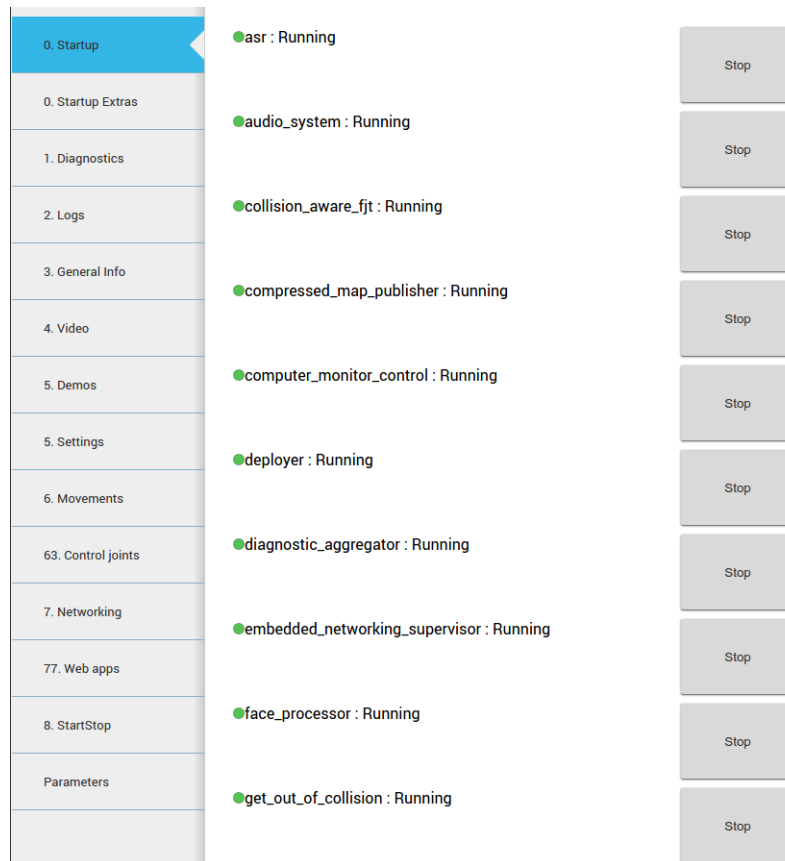 0. Startup
0. Startup Extras
1. Diagnostics
2. Logs
3. General Info
4. Video
5. Demos
5. Settings
6. Movements
63. Control joints
7. Networking
77. Web apps
8. StartStop
Parameters
asr : Running
Stop
audio_system : Running
Stop
collision_aware_fjt : Running
Stop
compressed_map_publisher : Running
Stop
computer_monitor_control : Running
Stop
deployer : Running
Stop
diagnostic_aggregator : Running
Stop
embedded_networking_supervisor : Running
Stop
face_processor : Running
Stop
get_out_of_collision : Running
Stop